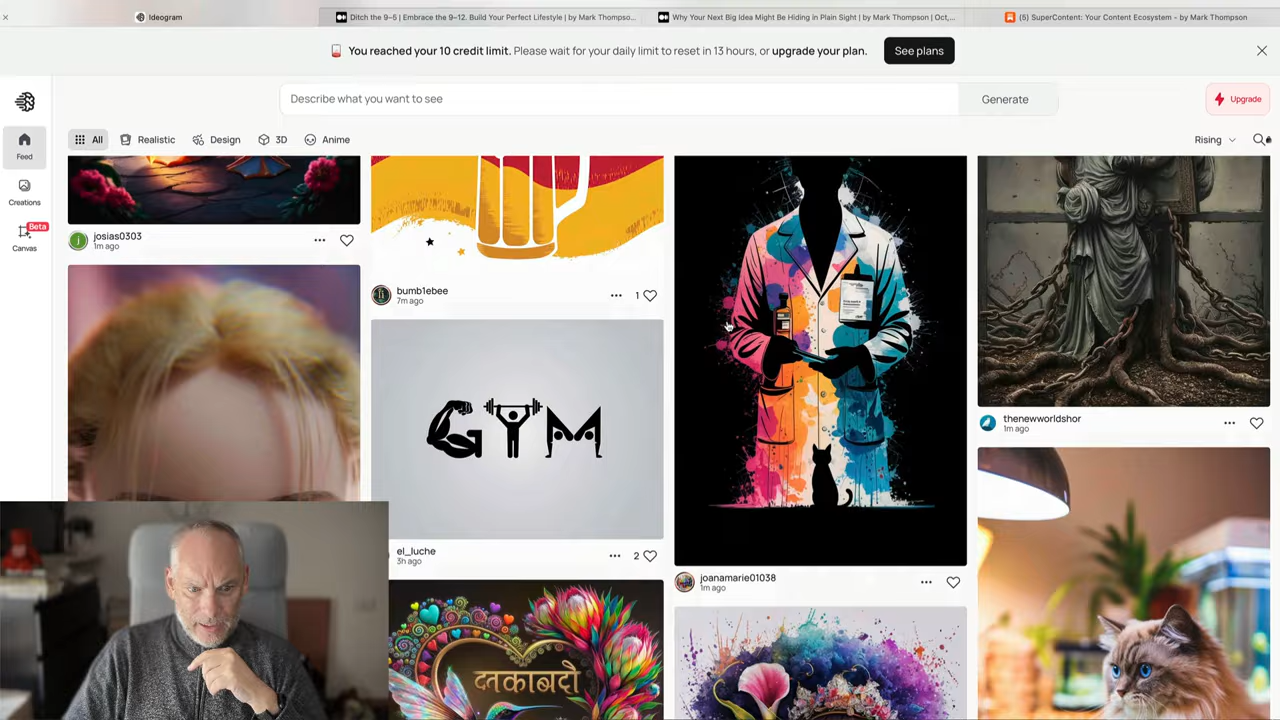 Ideogram
Ditch the 9–5 | Embrace the 9–12. Build Your Perfect Lifestyle | by Mark Thompso...
Why Your Next Big Idea Might Be Hiding in Plain Sight | by Mark Thompson | Oct,...
(5) SuperContent: Your Content Ecosystem - by Mark Thompson
You reached your 10 credit limit. Please wait for your daily limit to reset in 13 hours, or upgrade your plan.
See plans
Describe what you want to see
Generate
Upgrade
Feed
Creations
Beta
Canvas
All
Realistic
Design
3D
Anime
Rising
josias0303
1m ago
bumb1ebee
7m ago
1
GYM
el_luche
3h ago
2
joanamarie01038
1m ago
thenewworldshor
1m ago
दतकाबदो